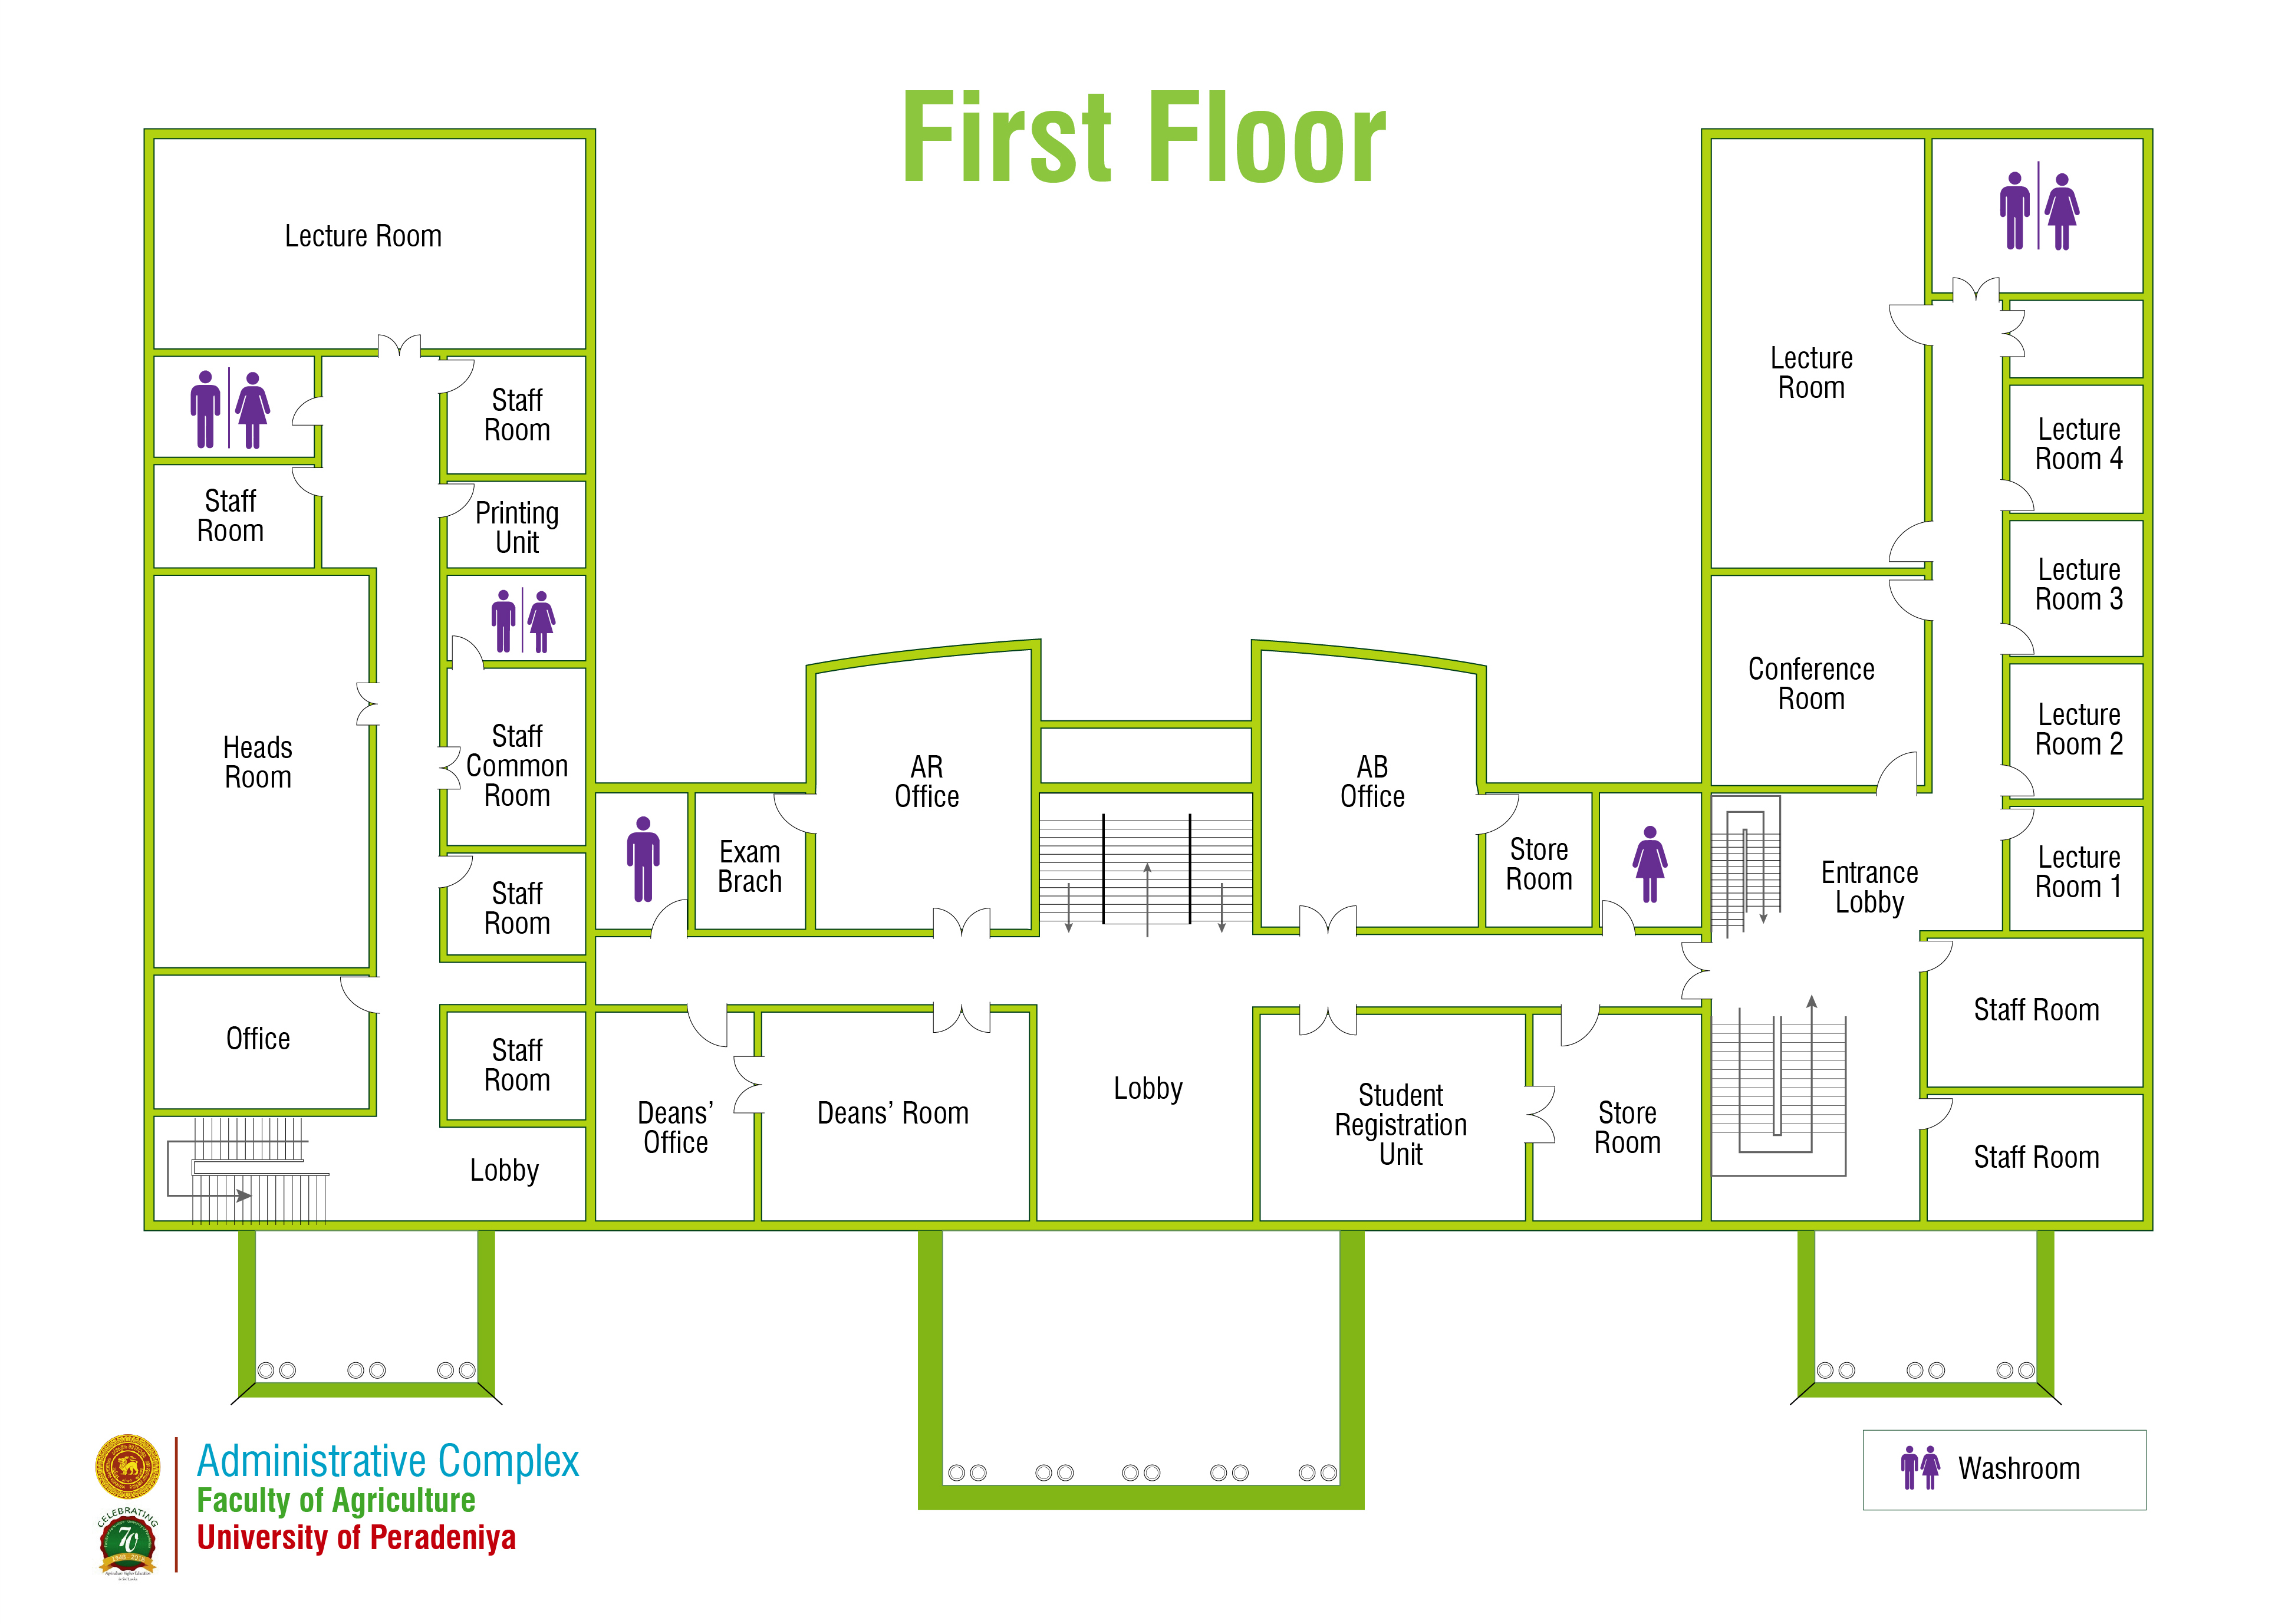 First Floor
Lecture Room
Staff
Room
Staff
Room
Printing
Unit
Heads
Room
Staff
Common
Room
Staff
Room
Office
Staff
Room
Lobby
Exam
Brach
AR
Office
Deans’
Office
Deans’ Room
Lobby
AB
Office
Store
Room
Student
Registration
Unit
Store
Room
Lecture
Room
Conference
Room
Entrance
Lobby
Lecture
Room 4
Lecture
Room 3
Lecture
Room 2
Lecture
Room 1
Staff Room
Staff Room
CELEBRATING
70
Administrative Complex
Faculty of Agriculture
University of Peradeniya
Washroom